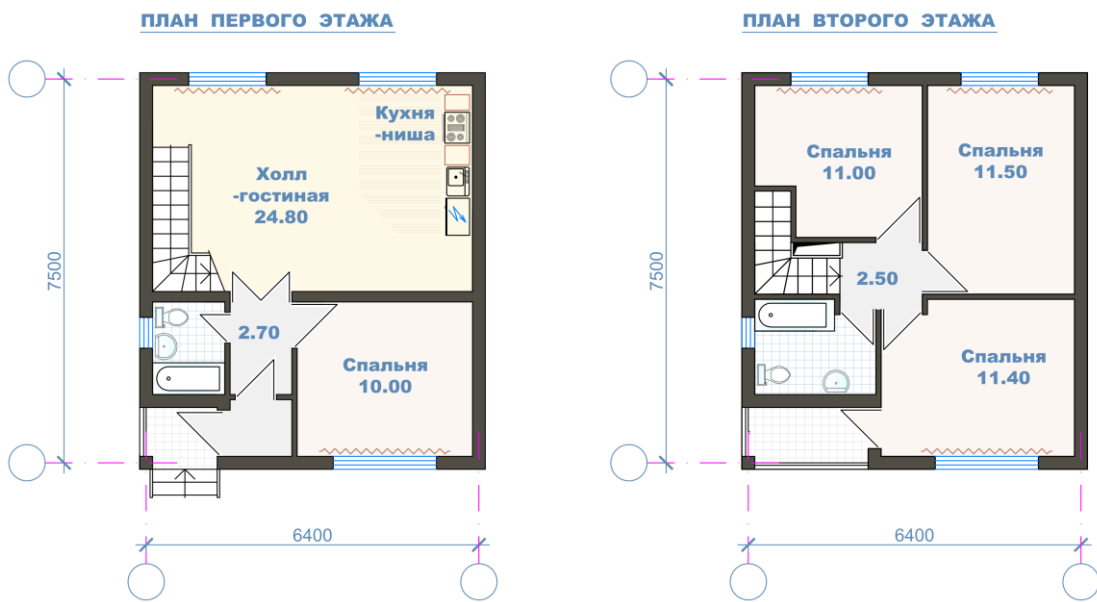 ПЛАН ПЕРВОГО ЭТАЖА
Кухня
-ниша
Холл
-гостиная
24.80
7500
2.70
Спальня
10.00
6400
ПЛАН ВТОРОГО ЭТАЖА
Спальня
11.00
Спальня
11.50
7500
2.50
Спальня
11.40
6400